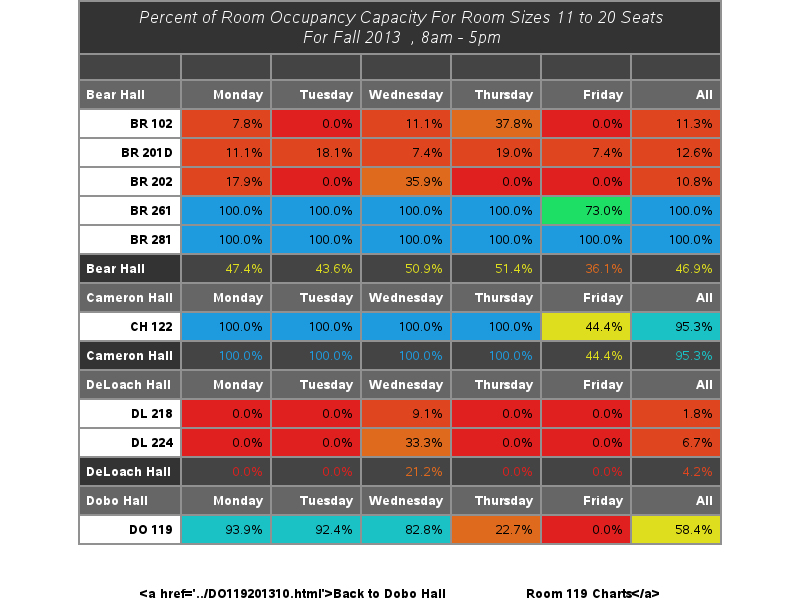 Percent of Room Occupancy Capacity For Room Sizes 11 to 20 Seats
For Fall 2013 , 8am - 5pm
Bear Hall Monday Tuesday Wednesday Thursday Friday All
BR 102 7.8% 0.0% 11.1% 37.8% 0.0% 11.3%
BR 201D 11.1% 18.1% 7.4% 19.0% 7.4% 12.6%
BR 202 17.9% 0.0% 35.9% 0.0% 0.0% 10.8%
BR 261 100.0% 100.0% 100.0% 100.0% 73.0% 100.0%
BR 281 100.0% 100.0% 100.0% 100.0% 100.0% 100.0%
Bear Hall 47.4% 43.6% 50.9% 51.4% 36.1% 46.9%
Cameron Hall Monday Tuesday Wednesday Thursday Friday All
CH 122 100.0% 100.0% 100.0% 100.0% 44.4% 95.3%
Cameron Hall 100.0% 100.0% 100.0% 100.0% 44.4% 95.3%
DeLoach Hall Monday Tuesday Wednesday Thursday Friday All
DL 218 0.0% 0.0% 9.1% 0.0% 0.0% 1.8%
DL 224 0.0% 0.0% 33.3% 0.0% 0.0% 6.7%
DeLoach Hall 0.0% 0.0% 21.2% 0.0% 0.0% 4.2%
Dobo Hall Monday Tuesday Wednesday Thursday Friday All
DO 119 93.9% 92.4% 82.8% 22.7% 0.0% 58.4%
<a href='../DO119201310.html'>Back to Dobo Hall Room 119 Charts</a>